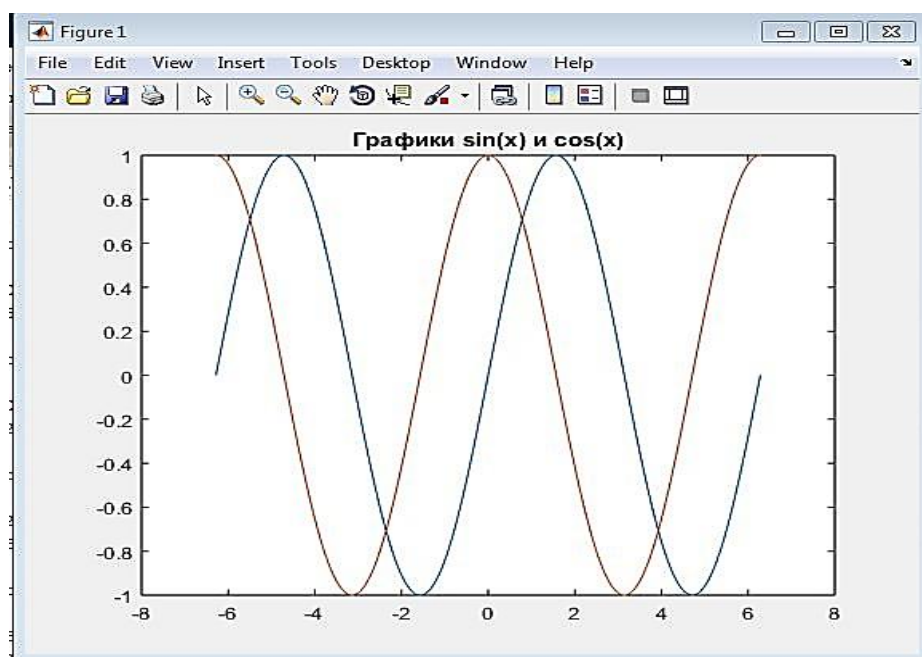 Figure 1
File Edit View Insert Tools Desktop Window Help
Графики sin(x) и cos(x)
1
0.8
0.6
0.4
0.2
0
-0.2
-0.4
-0.6
-0.8
-1
-8 -6 -4 -2 0 2 4 6 8